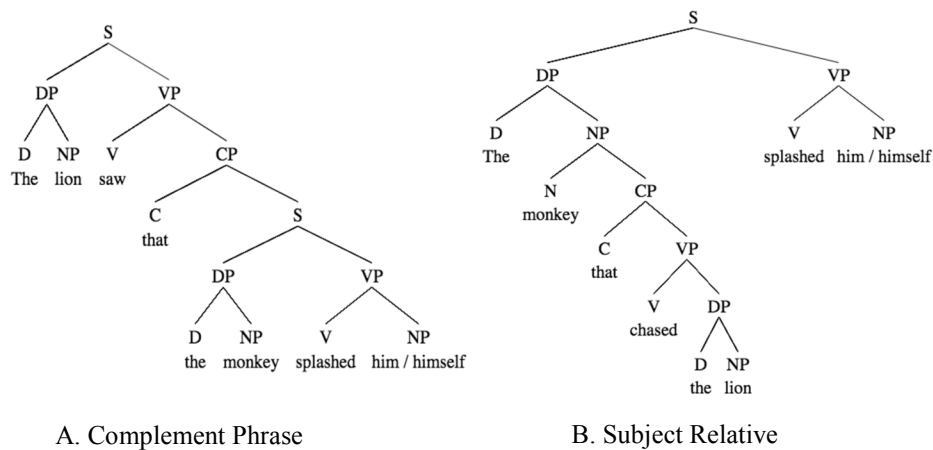 S
DP VP
D NP V CP
The lion saw
C S
that
DP VP
D NP V NP
the monkey splashed him / himself
A. Complement Phrase
S
DP VP
D NP V NP
The splashed him / himself
N CP
monkey
C VP
that
V DP
chased
D NP
the lion
B. Subject Relative